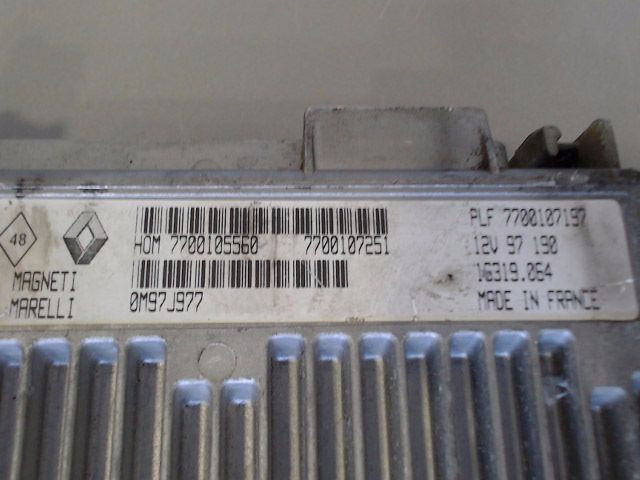 48
MAGNETI
MARELLI
HOM 7700105560 7700107251
0M97J977
PLF 7700107197
12V 97 190
16319.064
MADE IN FRANCE